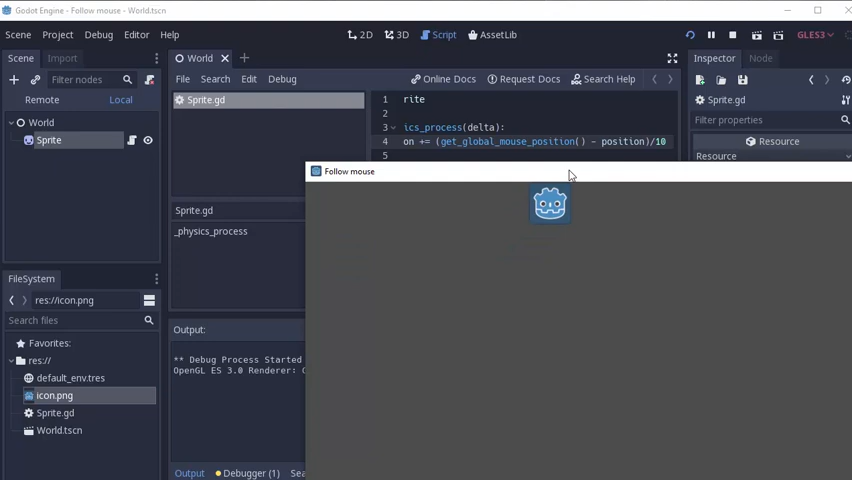 Godot Engine - Follow mouse - World.tscn
Scene Project Debug Editor Help
2D 3D Script AssetLib
GLES3
Scene Import
World
Inspector Node
Filter nodes
File Search Edit Debug
Online Docs Request Docs Search Help
Remote Local
Sprite.gd
1 rite
Sprite.gd
World
2
Filter properties
Sprite
3 ics_process(delta):
4 on += (get_global_mouse_position() - position)/10
Resource
5
Resource
Follow mouse
Sprite.gd
_physics_process
FileSystem
res://icon.png
Search files
Output:
Favorites:
res://
** Debug Process Started
default_env.tres
OpenGL ES 3.0 Renderer:
icon.png
Sprite.gd
World.tscn
Output Debugger (1)